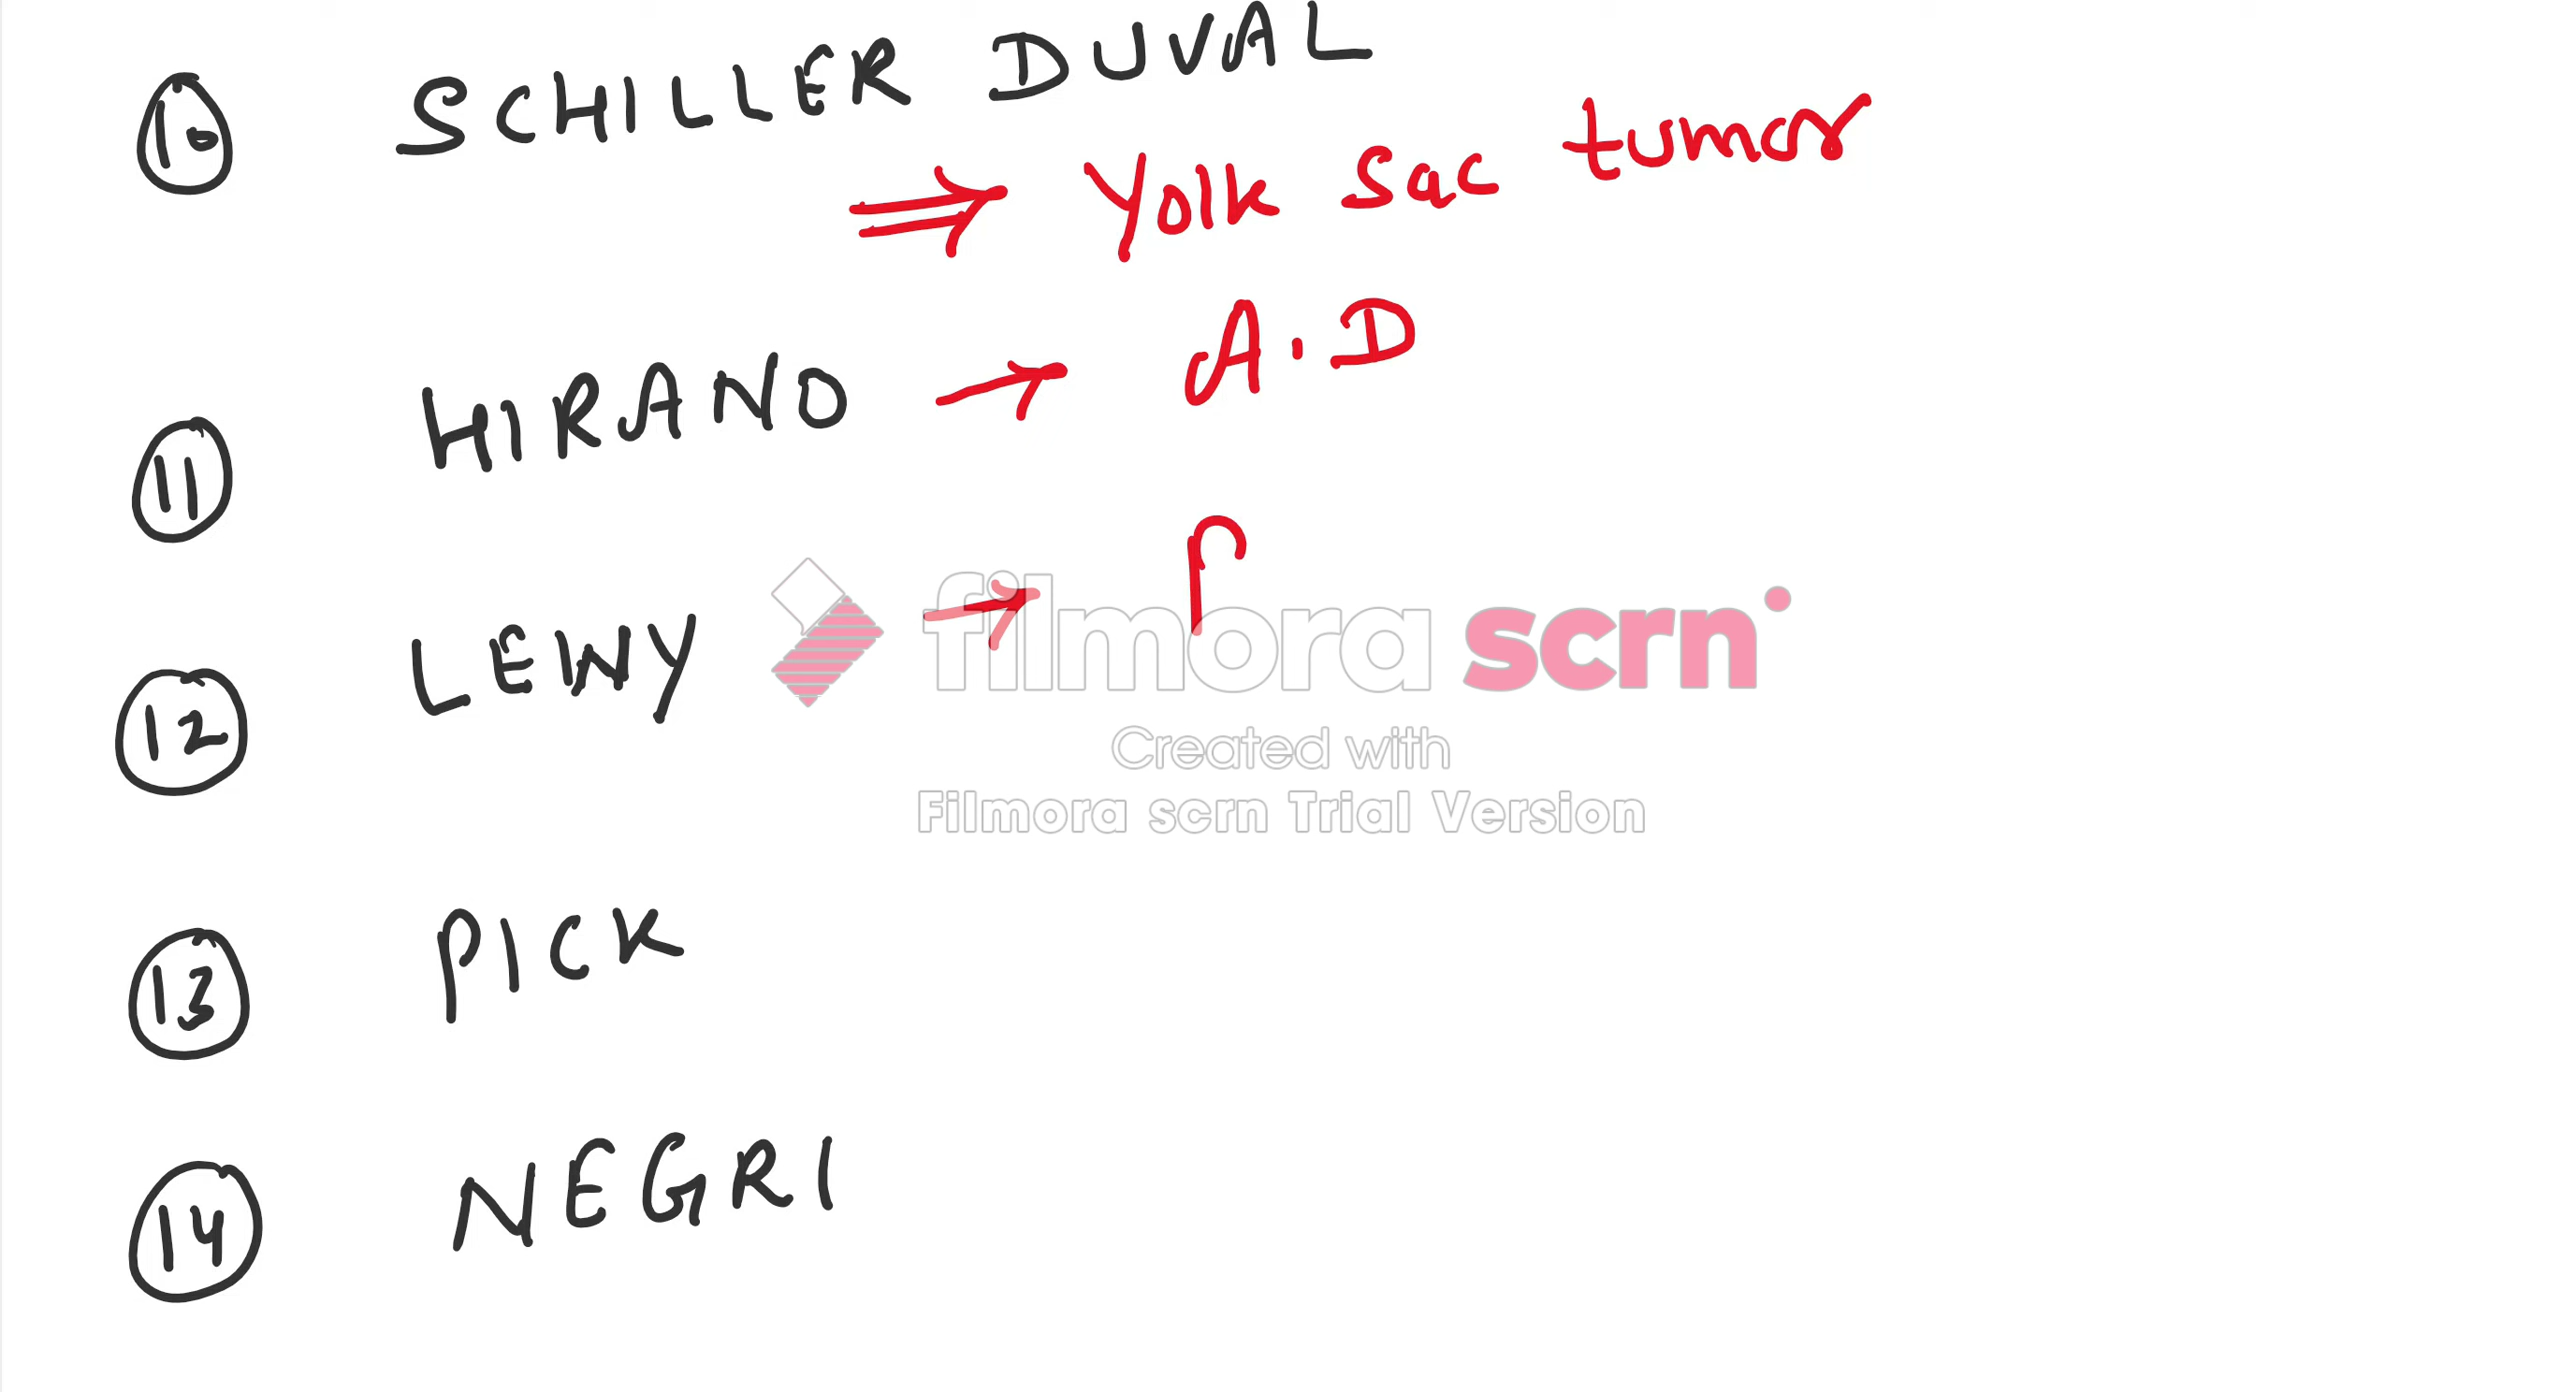 10 SCHILLER DUVAL
⇒ Yolk sac tumor
11 HIRANO → A.D
12 LEWY → P
filmora scrn
Created with
Filmora scrn Trial Version
13 PICK
14 NEGRI